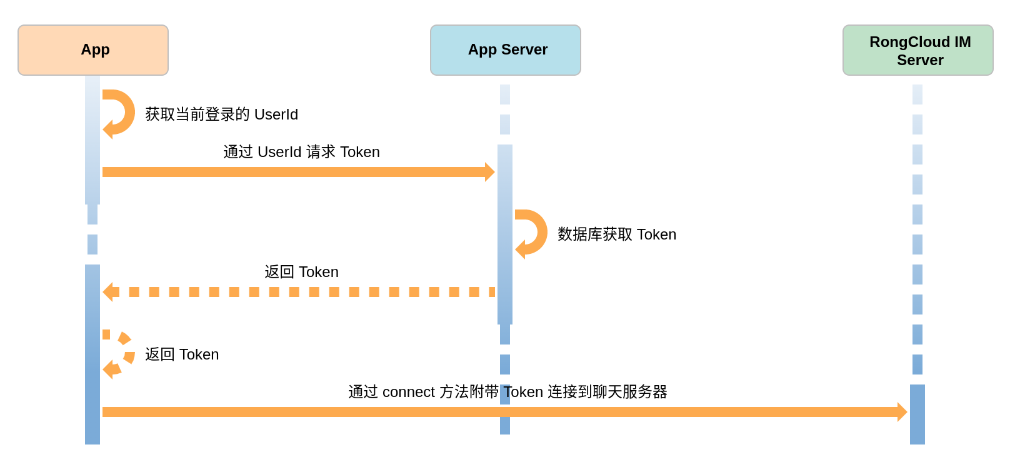 App
App Server
RongCloud IM
Server
获取当前登录的 UserId
通过 UserId 请求 Token
数据库获取 Token
返回 Token
返回 Token
通过 connect 方法附带 Token 连接到聊天服务器